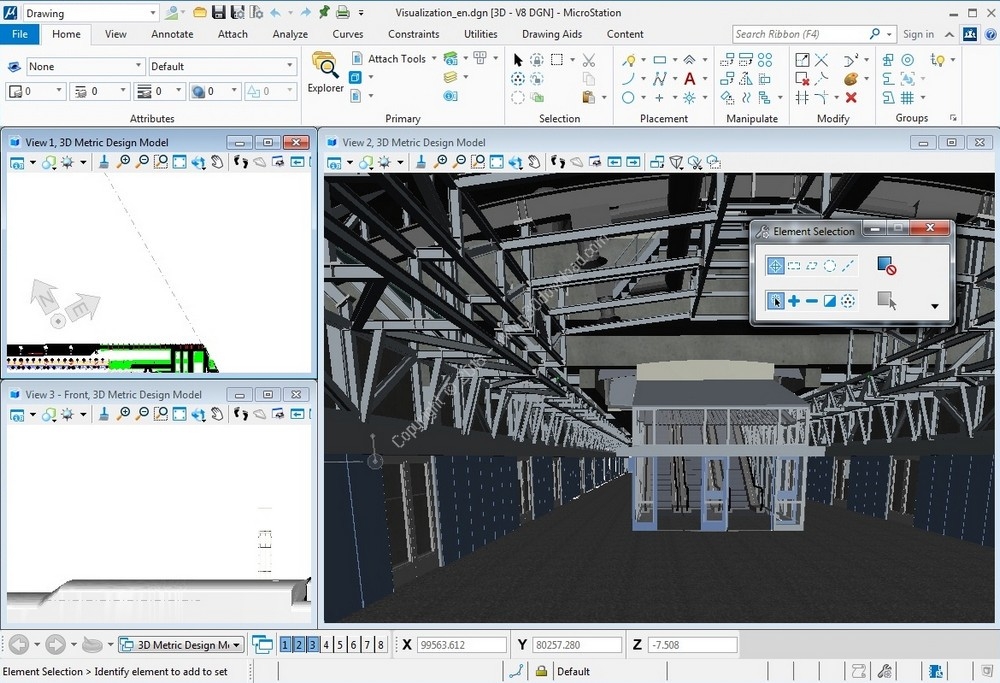 Drawing
Visualization_en.dgn [3D - V8 DGN] - MicroStation
File Home View Annotate Attach Analyze Curves Constraints Utilities Drawing Aids Content Search Ribbon (F4) Sign in
None Default
0 0 0 0 0
Explorer
Attach Tools
A
Attributes Primary Selection Placement Manipulate Modify Groups
View 1, 3D Metric Design Model
View 2, 3D Metric Design Model
Element Selection
N
E
View 3 - Front, 3D Metric Design Model
3D Metric Design M 1 2 3 4 5 6 7 8 X 99563.612 Y 80257.280 Z -7.508
Element Selection > Identify element to add to set Default